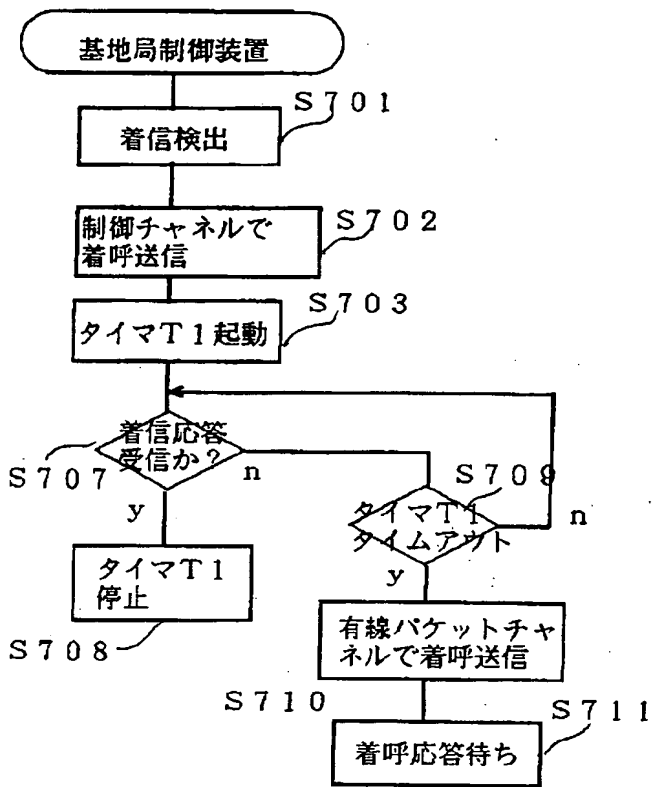 基地局制御装置
S701
着信検出
S702
制御チャネルで
着呼送信
S703
タイマT1起動
着信応答
受信か?
S707
n
y
S709
タイマT1
タイムアウト
n
y
タイマT1
停止
S708
有線パケットチャ
ネルで着呼送信
S710
S711
着呼応答待ち